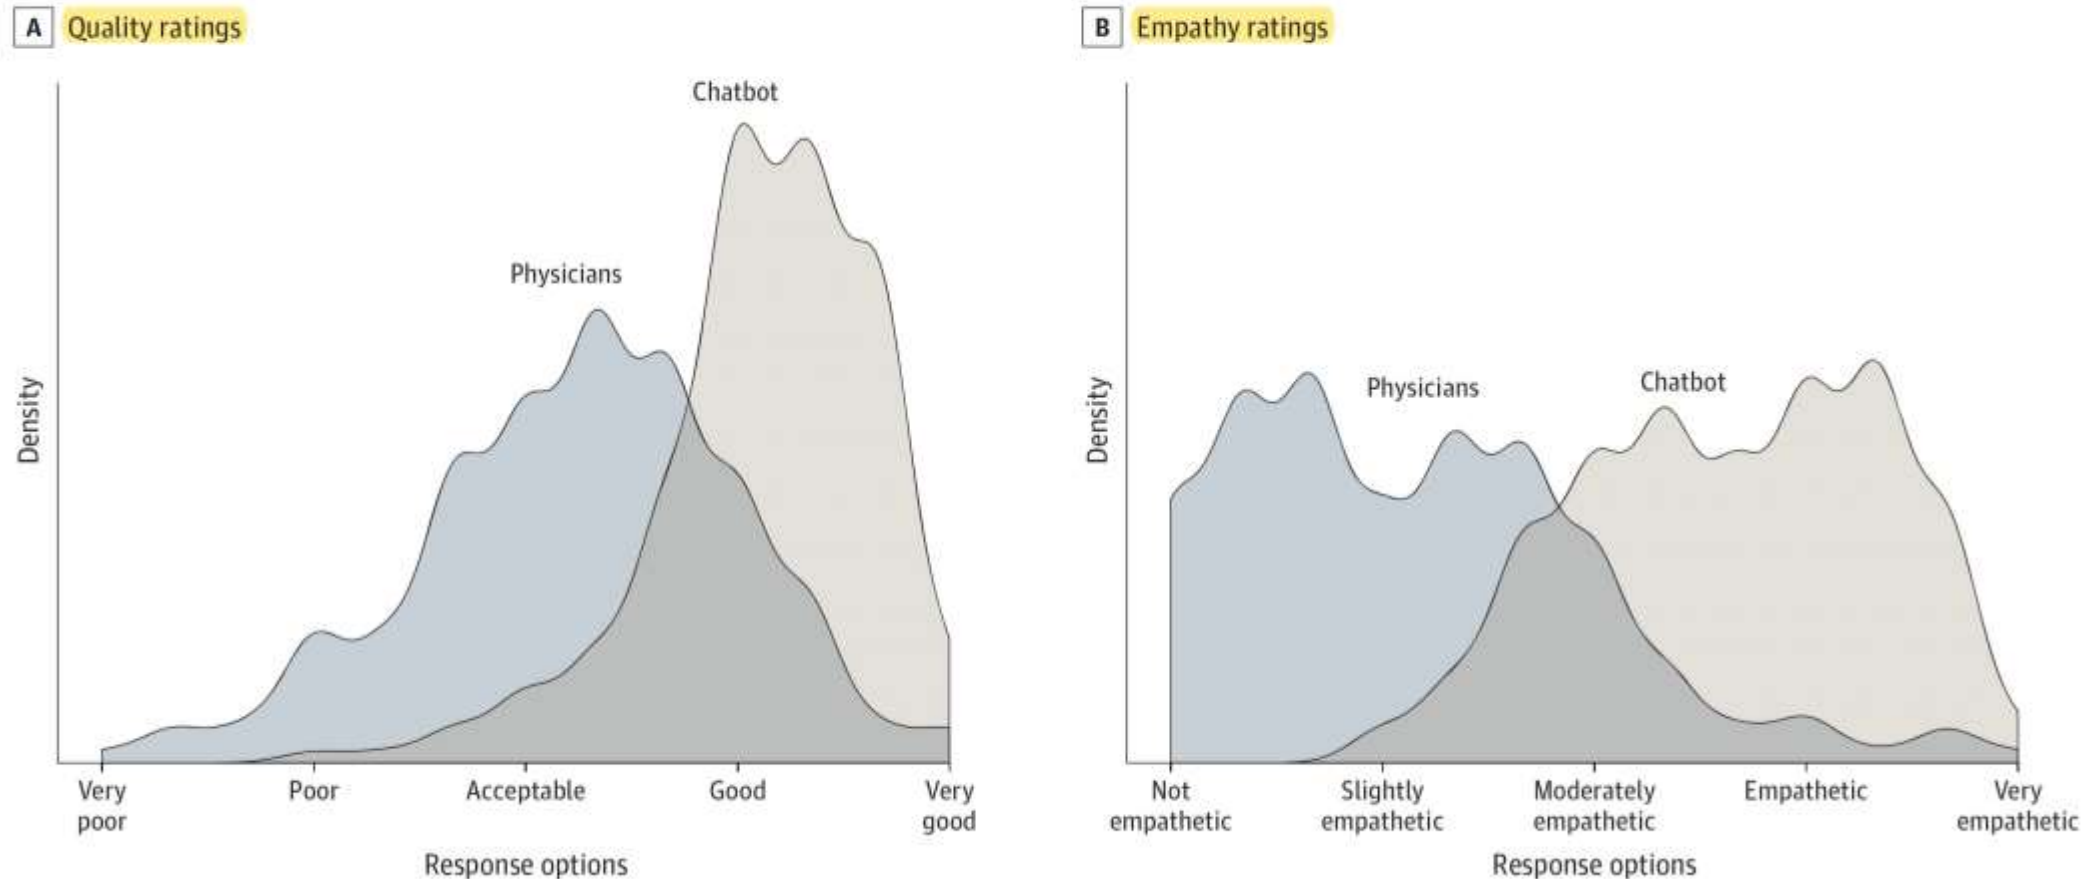 A Quality ratings
Chatbot
Physicians
Density
Very
poor
Poor
Acceptable
Good
Very
good
Response options
B Empathy ratings
Physicians
Chatbot
Density
Not
empathetic
Slightly
empathetic
Moderately
empathetic
Empathetic
Very
empathetic
Response options